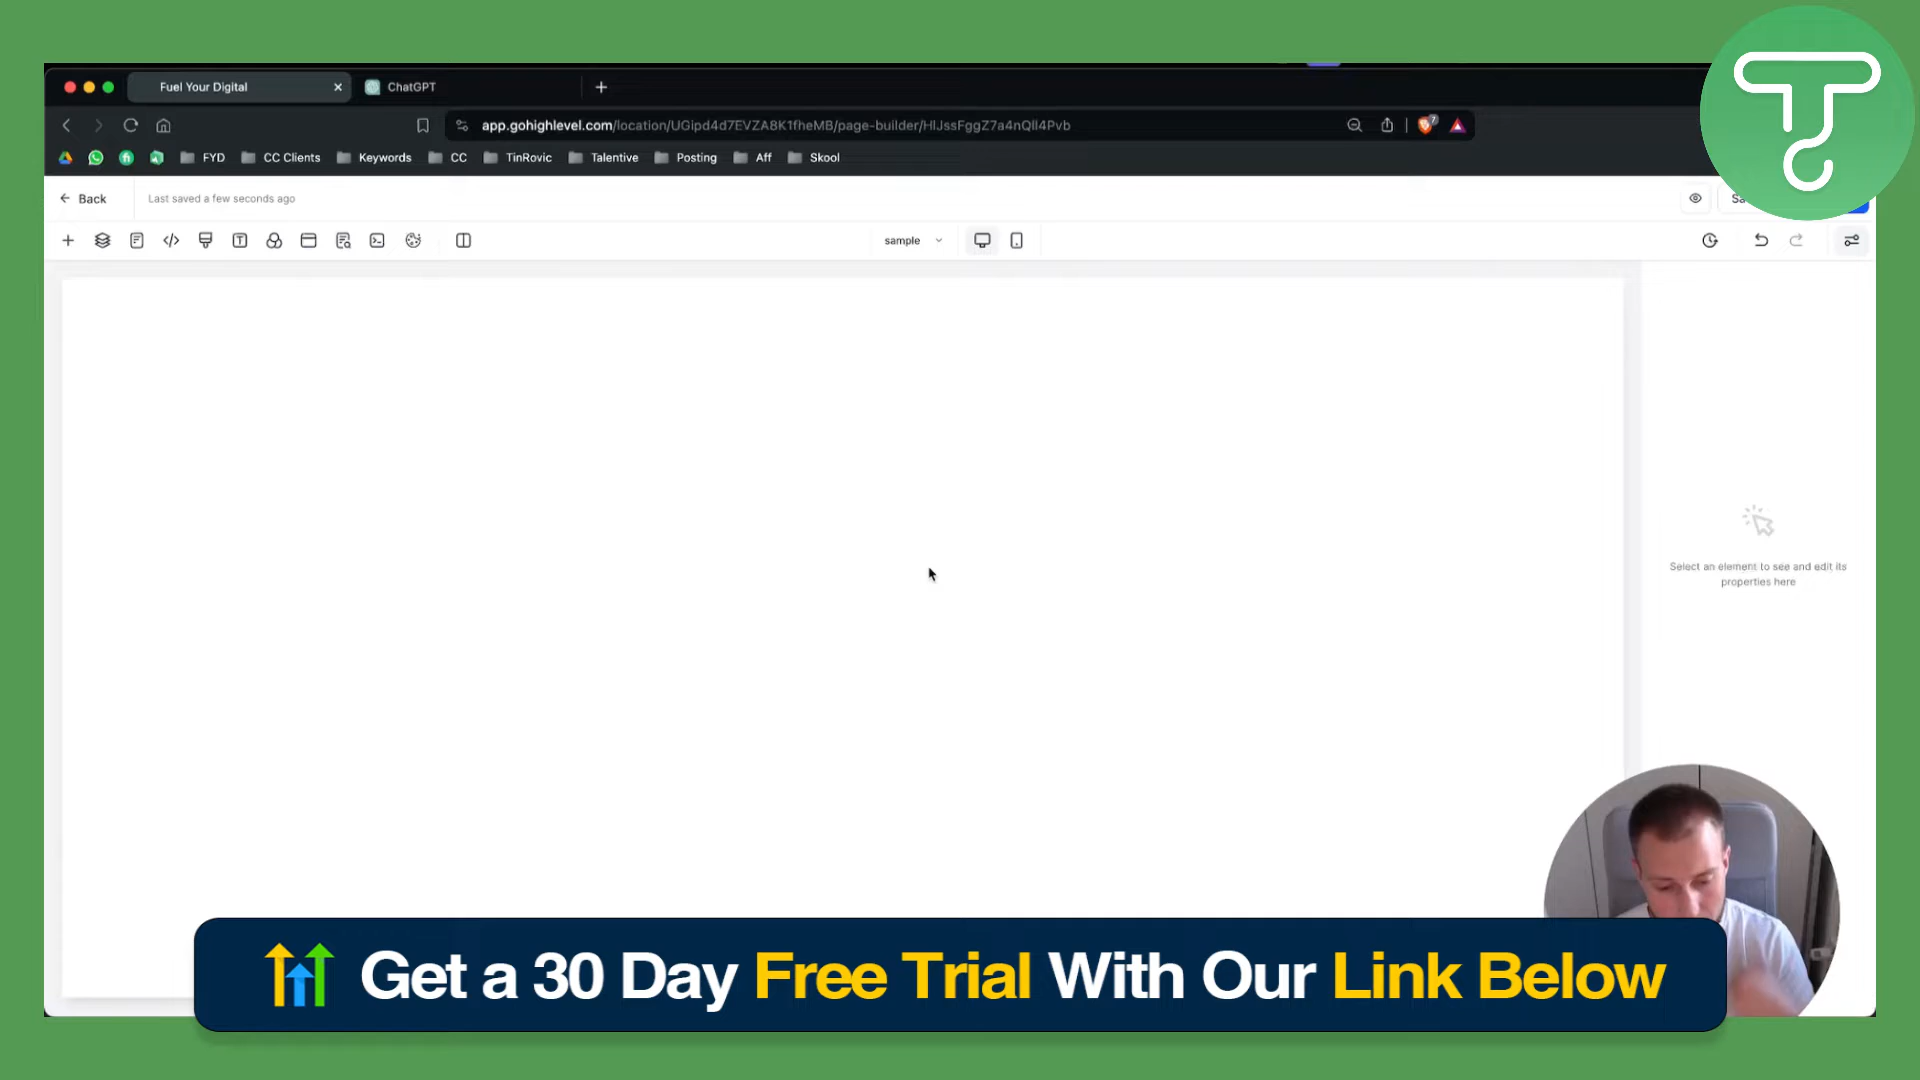 Fuel Your Digital
ChatGPT
app.gohighlevel.com/location/UGipd4d7EVZA8K1fheMB/page-builder/HIJssFggZ7a4nQlI4Pvb
7
FYD
CC Clients
Keywords
CC
TinRovic
Talentive
Posting
Aff
Skool
Back
Last saved a few seconds ago
sample
Select an element to see and edit its
properties here
Get a 30 Day Free Trial With Our Link Below